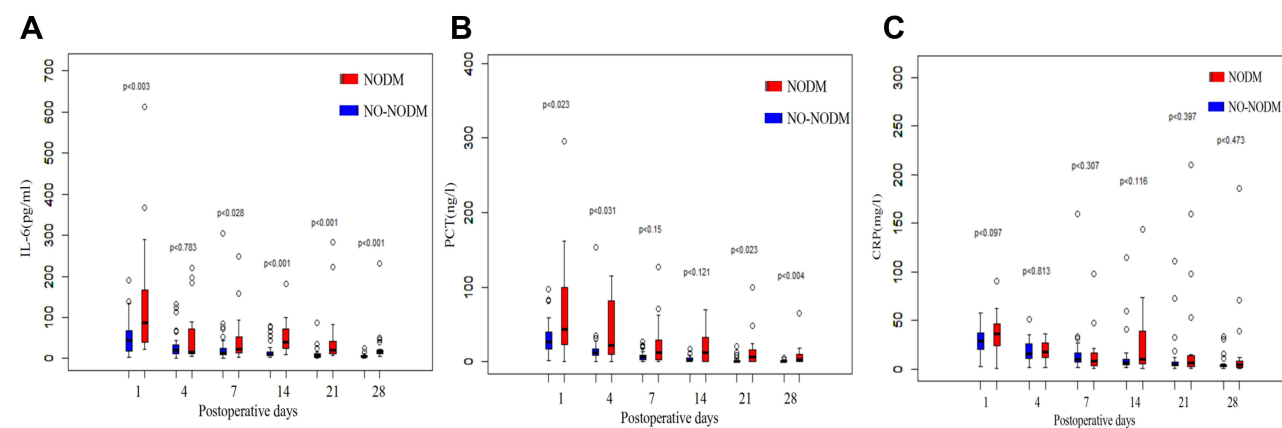 A
B
C
700
600
500
400
300
200
100
0
IL-6(pg/ml)
p<0.003
p<0.783
p<0.028
p<0.001
p<0.001
p<0.001
NODM
NO-NODM
1 4 7 14 21 28
Postoperative days
400
300
200
100
0
PCT(ng/l)
p<0.023
p<0.031
p<0.15
p<0.121
p<0.023
p<0.004
NODM
NO-NODM
1 4 7 14 21 28
Postoperative days
300
250
200
150
100
50
0
CRP(mg/l)
p<0.097
p<0.813
p<0.307
p<0.116
p<0.397
p<0.473
NODM
NO-NODM
1 4 7 14 21 28
Postoperative days